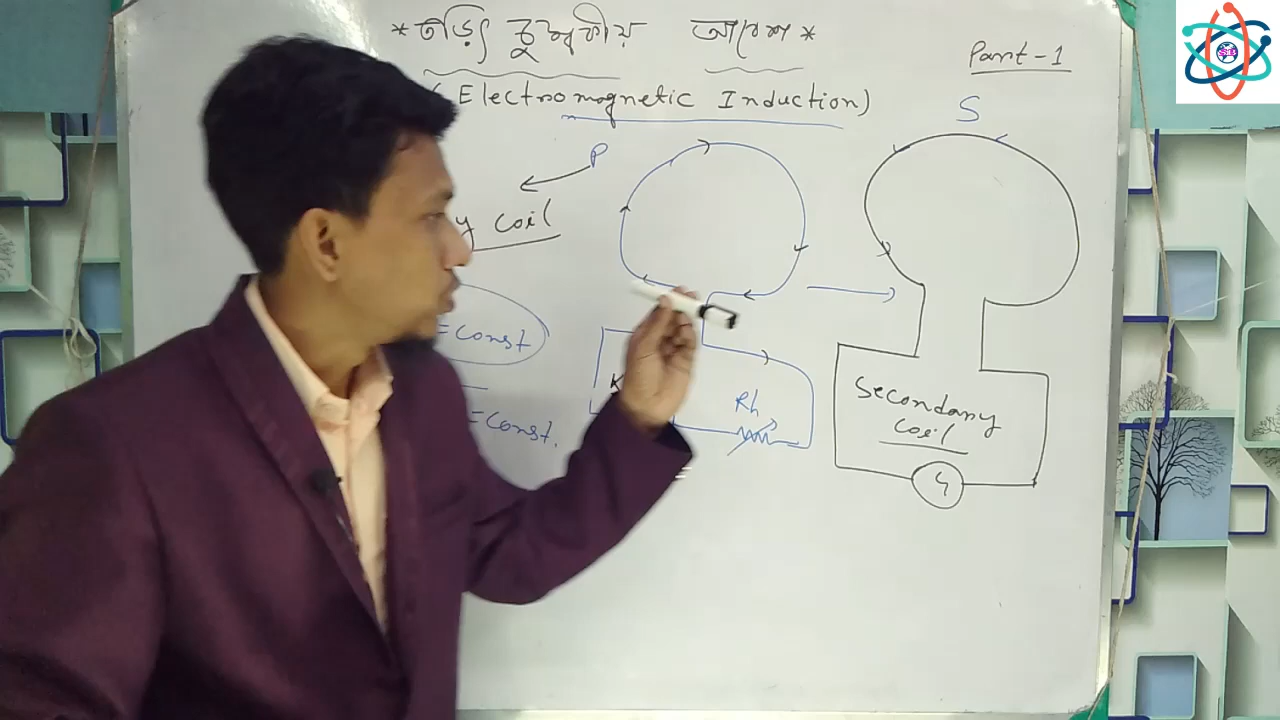 *তড়িৎ চুম্বকীয় আবেশ*
Part-1
(Electromagnetic Induction)
S
P
y coil
=Const
K
=Const.
Rh
Secondary
coil
G